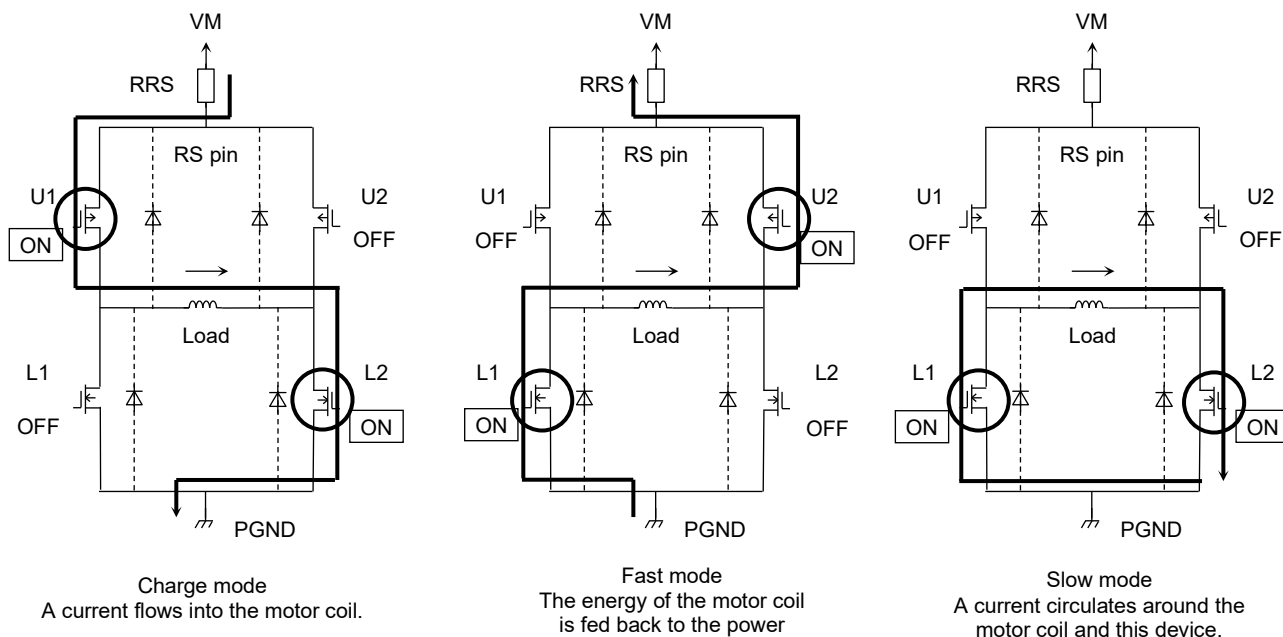 VM
RRS
RS pin
U1
U2
ON
OFF
Load
L1
L2
OFF
ON
PGND
Charge mode
A current flows into the motor coil.
VM
RRS
RS pin
U1
U2
OFF
ON
Load
L1
L2
ON
OFF
PGND
Fast mode
The energy of the motor coil
is fed back to the power
VM
RRS
RS pin
U1
U2
OFF
OFF
Load
L1
L2
ON
ON
PGND
Slow mode
A current circulates around the
motor coil and this device.